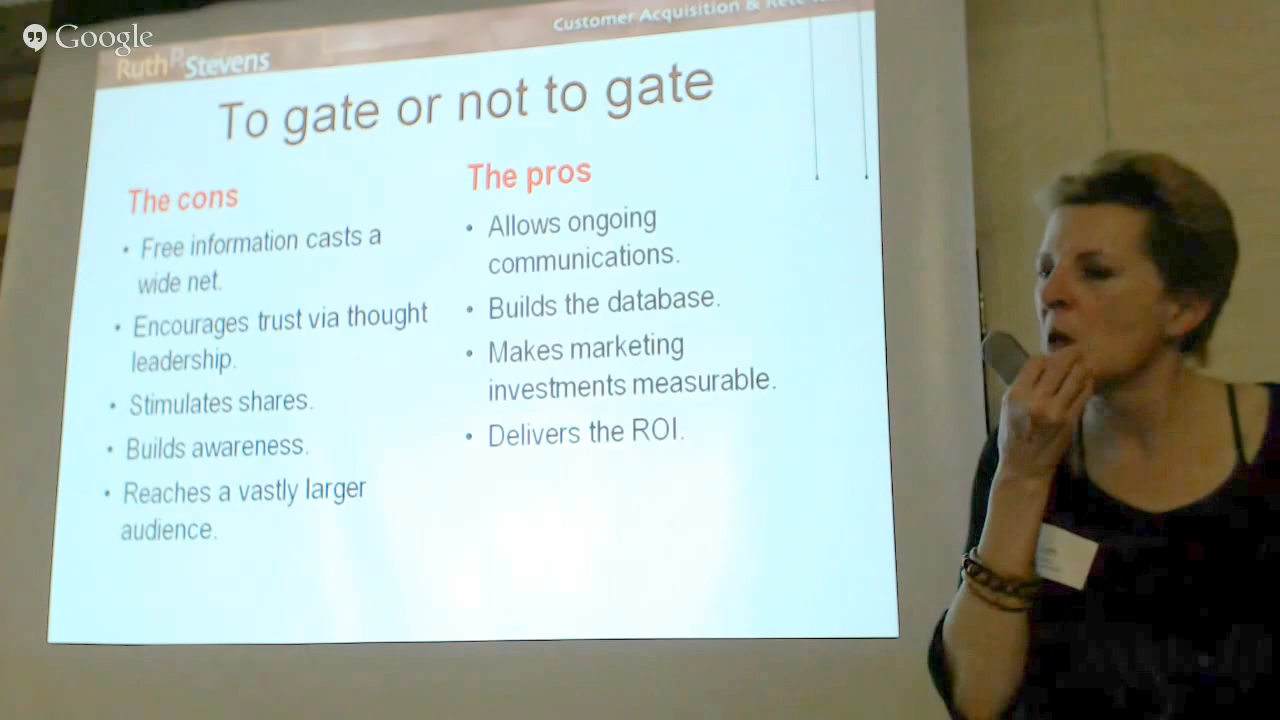 Google
Customer Acquisition &
Ruth P. Stevens
To gate or not to gate
The cons
• Free information casts a
wide net.
• Encourages trust via thought
leadership.
• Stimulates shares.
• Builds awareness.
• Reaches a vastly larger
audience.
The pros
• Allows ongoing
communications.
• Builds the database.
• Makes marketing
investments measurable.
• Delivers the ROI.